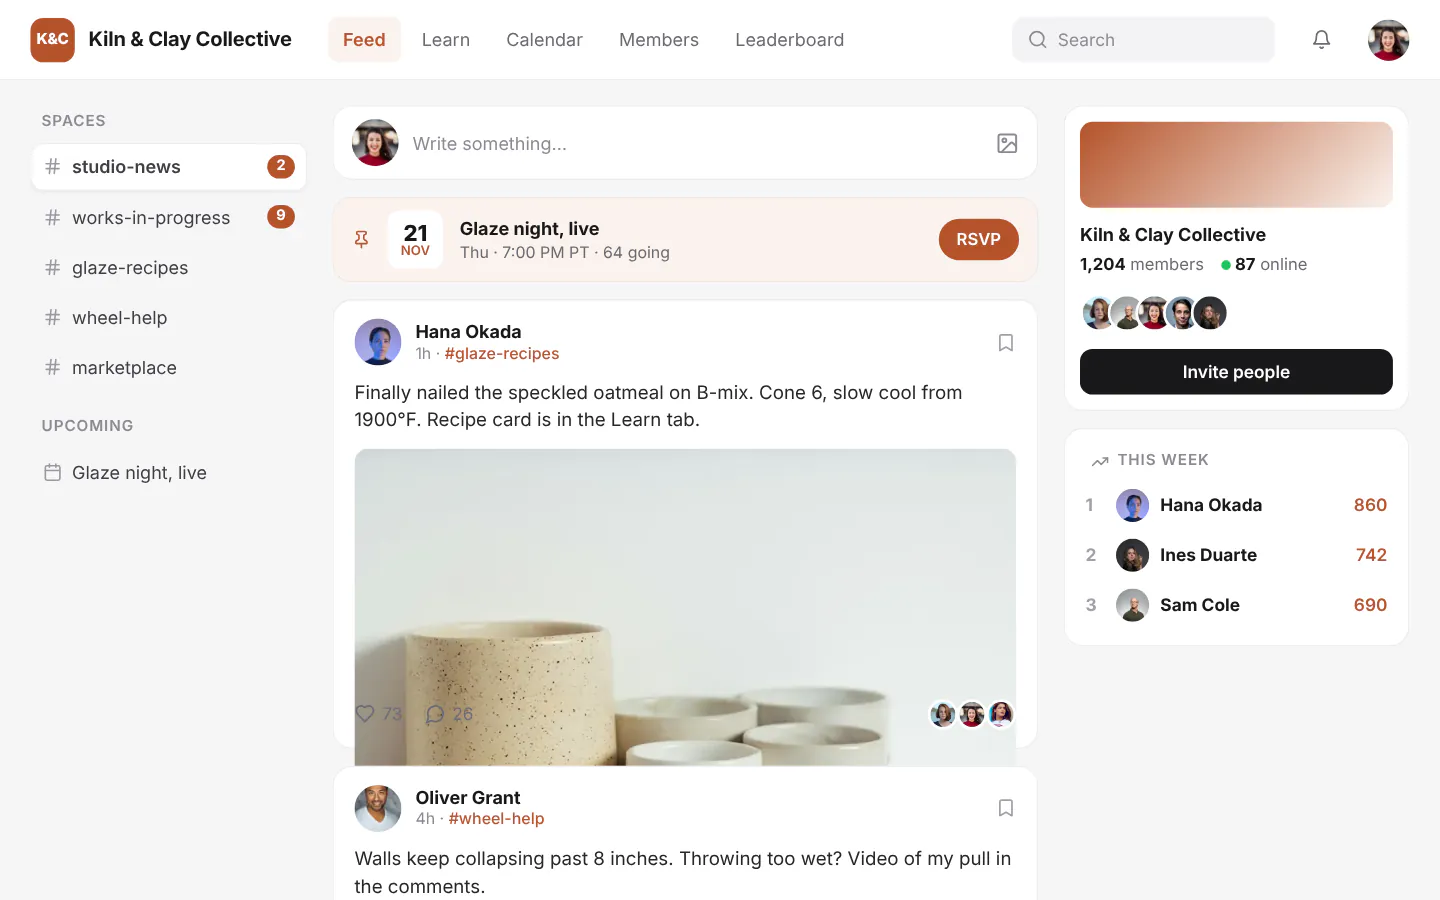 K&C
Kiln & Clay Collective
Feed
Learn
Calendar
Members
Leaderboard
Search
SPACES
# studio-news
2
# works-in-progress
9
# glaze-recipes
# wheel-help
# marketplace
UPCOMING
Glaze night, live
Write something...
21
NOV
Glaze night, live
Thu · 7:00 PM PT · 64 going
RSVP
Hana Okada
1h · #glaze-recipes
Finally nailed the speckled oatmeal on B-mix. Cone 6, slow cool from
1900°F. Recipe card is in the Learn tab.
73
26
Oliver Grant
4h · #wheel-help
Walls keep collapsing past 8 inches. Throwing too wet? Video of my pull in
the comments.
Kiln & Clay Collective
1,204 members
87 online
Invite people
THIS WEEK
1 Hana Okada 860
2 Ines Duarte 742
3 Sam Cole 690